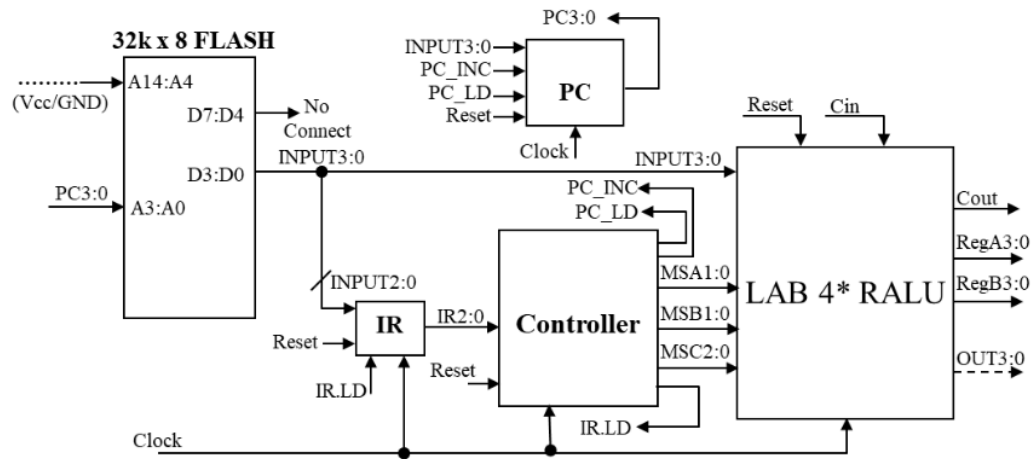 32k x 8 FLASH
(Vcc/GND)
A14:A4
D7:D4
No
Connect
D3:D0
INPUT3:0
PC3:0
A3:A0
PC3:0
INPUT3:0
PC_INC
PC_LD
Reset
PC
Clock
Reset
Cin
INPUT3:0
PC_INC
PC_LD
INPUT2:0
IR
Reset
IR.LD
IR2:0
Controller
Reset
MSA1:0
MSB1:0
MSC2:0
IR.LD
LAB 4* RALU
Cout
RegA3:0
RegB3:0
OUT3:0
Clock